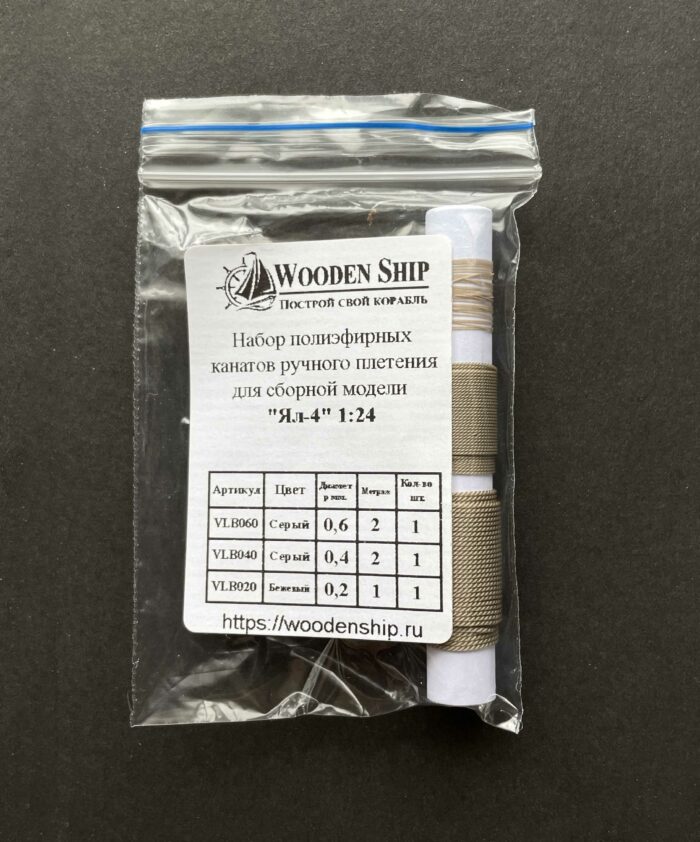 WOODEN SHIP
ПОСТРОЙ СВОЙ КОРАБЛЬ
Набор полиэфирных
канатов ручного плетения
для сборной модели
"Ял-4" 1:24
Артикул Цвет Диаметр мм. Метраж Кол-во шт.
VLB060 Серый 0,6 2 1
VLB040 Серый 0,4 2 1
VLB020 Бежевый 0,2 1 1
https://woodenship.ru